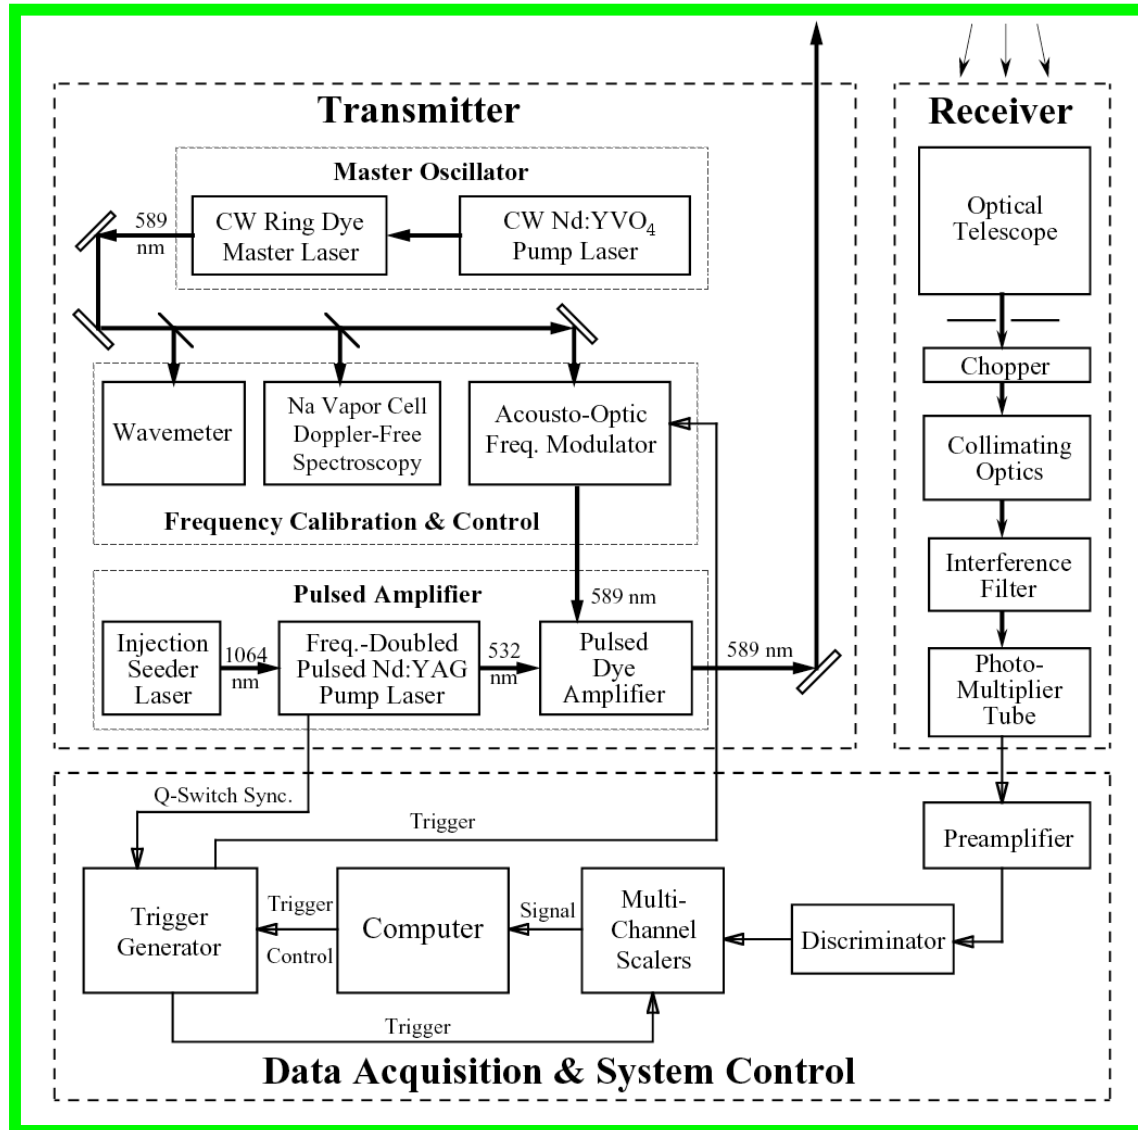 Transmitter
Master Oscillator
CW Ring Dye
Master Laser
CW Nd:YVO4
Pump Laser
589
nm
Wavemeter
Na Vapor Cell
Doppler-Free
Spectroscopy
Acousto-Optic
Freq. Modulator
Frequency Calibration & Control
Pulsed Amplifier
589 nm
Injection
Seeder
Laser
1064
nm
Freq.-Doubled
Pulsed Nd:YAG
Pump Laser
532
nm
Pulsed
Dye
Amplifier
589 nm
Receiver
Optical
Telescope
Chopper
Collimating
Optics
Interference
Filter
Photo-
Multiplier
Tube
Q-Switch Sync.
Trigger
Preamplifier
Trigger
Generator
Trigger
Control
Computer
Signal
Multi-
Channel
Scalers
Discriminator
Trigger
Data Acquisition & System Control